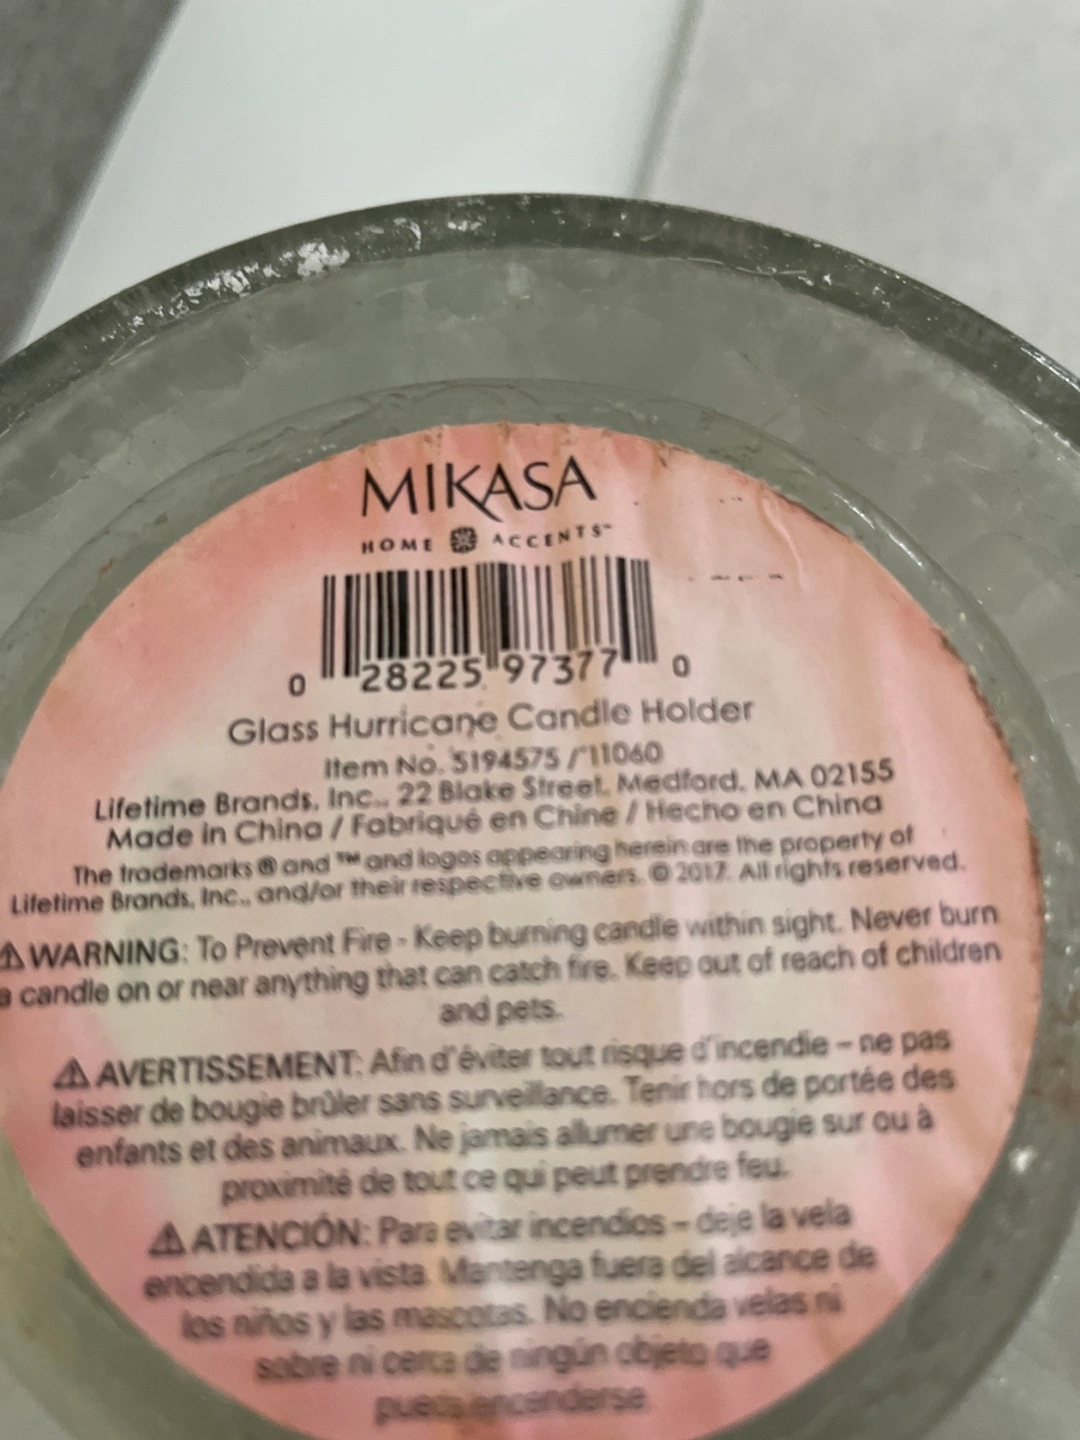 MIKASA
HOME ACCENTS™
0 28225 97377 0
Glass Hurricane Candle Holder
Item No. 5194575 / 11060
Lifetime Brands, Inc., 22 Blake Street, Medford, MA 02155
Made in China / Fabriqué en Chine / Hecho en China
The trademarks ® and ™ and logos appearing herein are the property of
Lifetime Brands, Inc., and/or their respective owners. © 2017. All rights reserved.
⚠ WARNING: To Prevent Fire - Keep burning candle within sight. Never burn
a candle on or near anything that can catch fire. Keep out of reach of children
and pets.
⚠ AVERTISSEMENT: Afin d'éviter tout risque d'incendie – ne pas
laisser de bougie brûler sans surveillance. Tenir hors de portée des
enfants et des animaux. Ne jamais allumer une bougie sur ou à
proximité de tout ce qui peut prendre feu.
⚠ ATENCIÓN: Para evitar incendios – deje la vela
encendida a la vista. Mantenga fuera del alcance de
los niños y las mascotas. No encienda velas ni
sobre ni cerca de ningún objeto que
pueda encenderse.